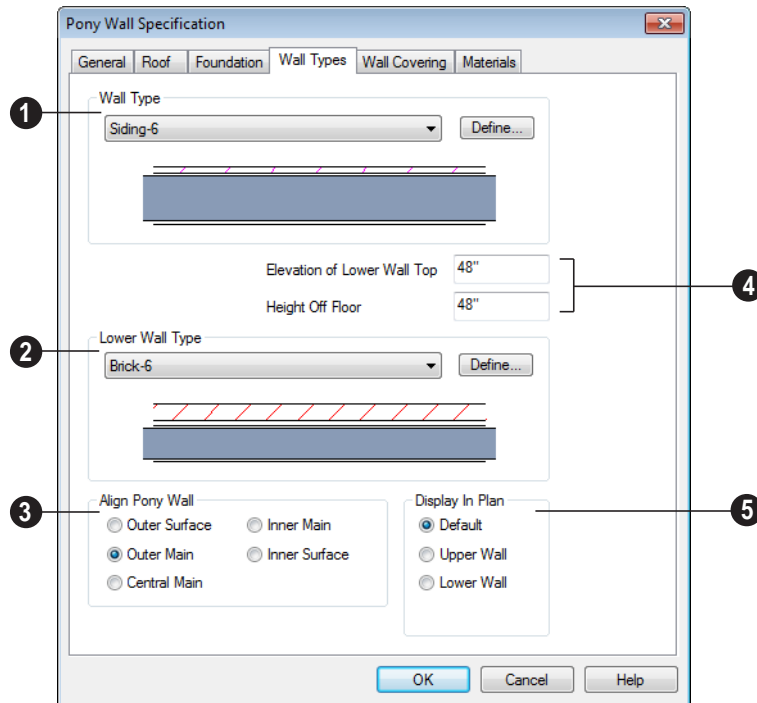 Pony Wall Specification
General Roof Foundation Wall Types Wall Covering Materials
1
Wall Type
Siding-6 Define...
Elevation of Lower Wall Top 48"
4
Height Off Floor 48"
Lower Wall Type
2
Brick-6 Define...
Align Pony Wall Display In Plan
3 5
Outer Surface Inner Main Default
Outer Main Inner Surface Upper Wall
Central Main Lower Wall
OK Cancel Help